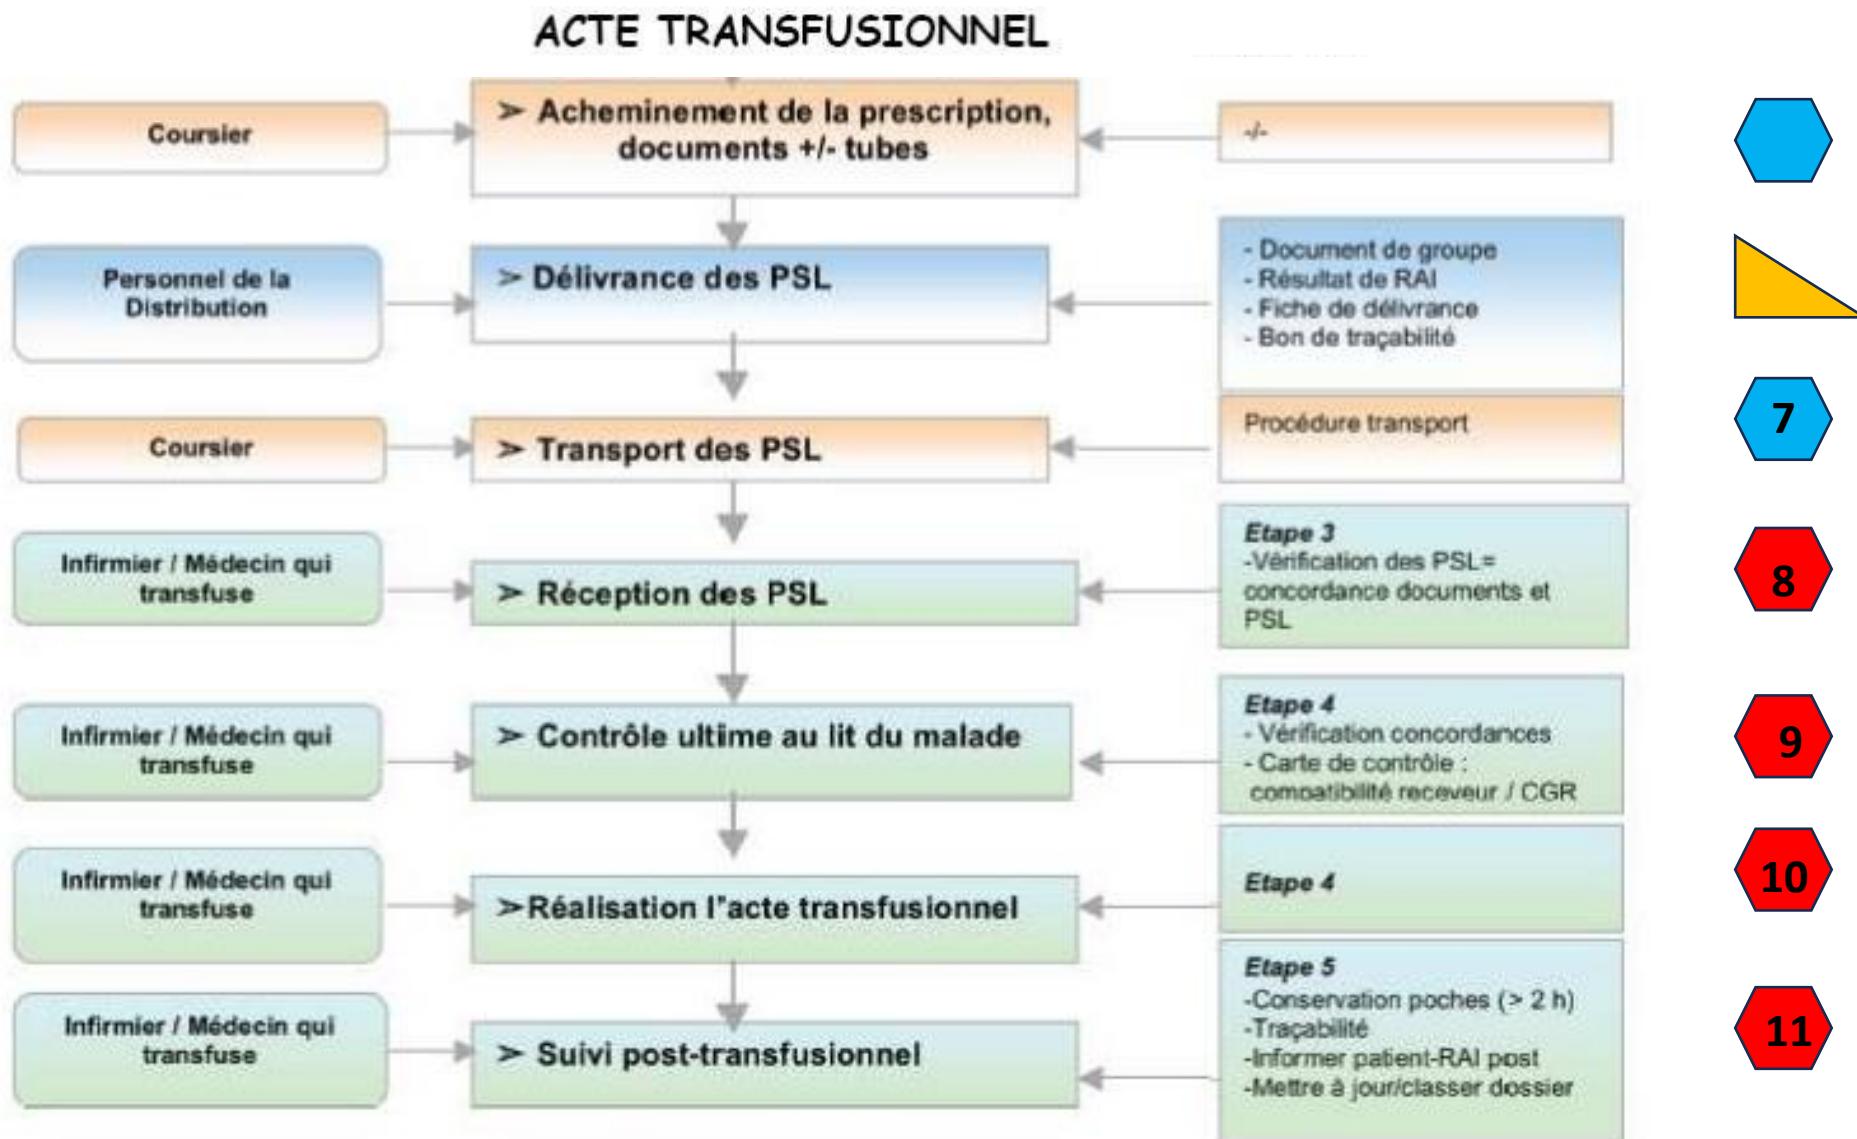 ACTE TRANSFUSIONNEL
Coursier
➢ Acheminement de la prescription,
documents +/- tubes
-/-
Personnel de la
Distribution
➢ Délivrance des PSL
- Document de groupe
- Résultat de RAI
- Fiche de délivrance
- Bon de traçabilité
Coursier
➢ Transport des PSL
Procédure transport
7
Infirmier / Médecin qui
transfuse
➢ Réception des PSL
Etape 3
-Vérification des PSL=
concordance documents et
PSL
8
Infirmier / Médecin qui
transfuse
➢ Contrôle ultime au lit du malade
Etape 4
- Vérification concordances
- Carte de contrôle :
compatibilité receveur / CGR
9
Infirmier / Médecin qui
transfuse
➢Réalisation l"acte transfusionnel
Etape 4
10
Infirmier / Médecin qui
transfuse
➢ Suivi post-transfusionnel
Etape 5
-Conservation poches (> 2 h)
-Traçabilité
-Informer patient-RAI post
-Mettre à jour/classer dossier
11